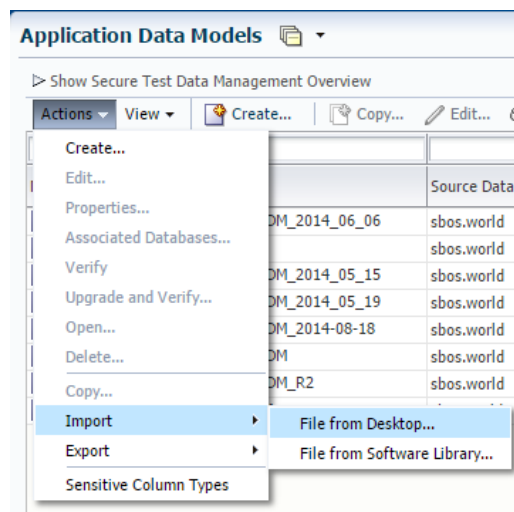 Application Data Models
Show Secure Test Data Management Overview
Actions View Create... Copy... Edit...
Create...
Edit... Source Data
Properties... DM_2014_06_06 sbos.world
Associated Databases... sbos.world
Verify DM_2014_05_15 sbos.world
Upgrade and Verify... DM_2014_05_19 sbos.world
Open... DM_2014-08-18 sbos.world
Delete... DM sbos.world
Copy... DM_R2 sbos.world
Import File from Desktop...
Export File from Software Library...
Sensitive Column Types